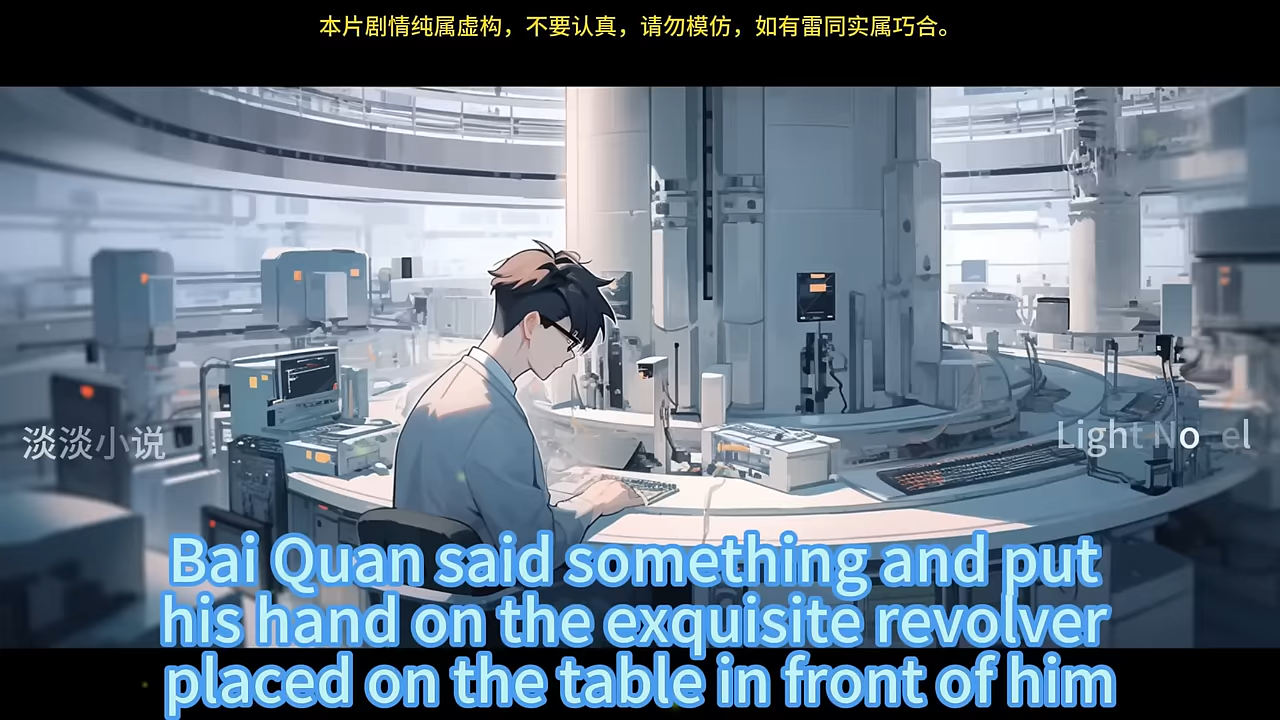 本片剧情纯属虚构，不要认真，请勿模仿，如有雷同实属巧合。
淡淡小说
Light No el
Bai Quan said something and put
his hand on the exquisite revolver
placed on the table in front of him